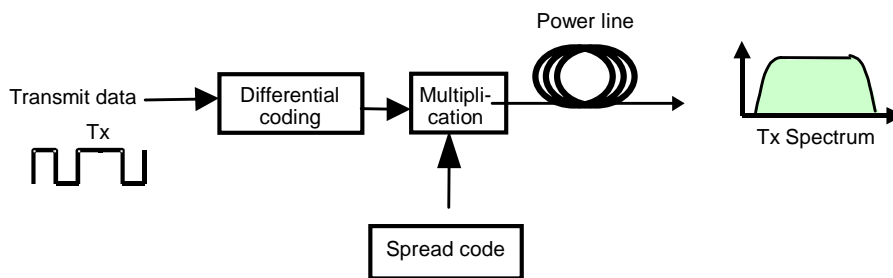 Power line
Transmit data
Differential
coding
Multipli-
cation
Tx
Tx Spectrum
Spread code